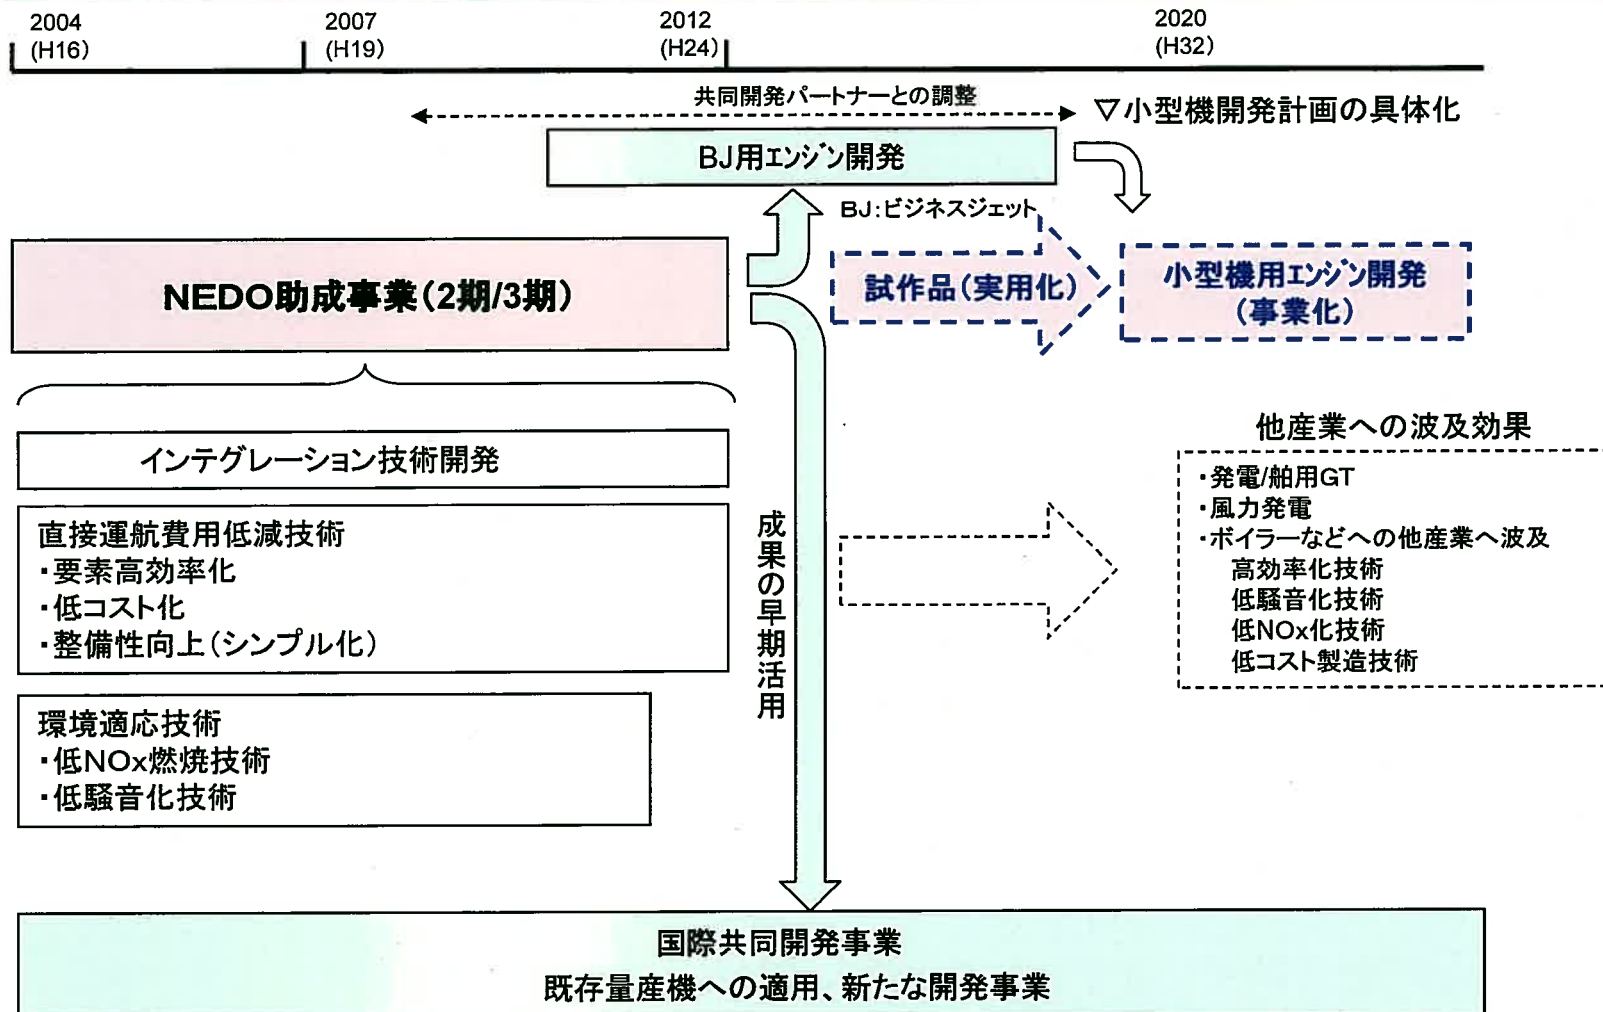 2004
(H16)
2007
(H19)
2012
(H24)
2020
(H32)
共同開発パートナーとの調整
▽小型機開発計画の具体化
BJ用ｴﾝｼﾞﾝ開発
BJ：ビジネスジェット
NEDO助成事業（2期/3期）
試作品（実用化）
小型機用ｴﾝｼﾞﾝ開発
（事業化）
インテグレーション技術開発
直接運航費用低減技術
・要素高効率化
・低コスト化
・整備性向上（シンプル化）
環境適応技術
・低NOx燃焼技術
・低騒音化技術
成果の早期活用
他産業への波及効果
・発電/舶用GT
・風力発電
・ボイラーなどへの他産業へ波及
高効率化技術
低騒音化技術
低NOx化技術
低コスト製造技術
国際共同開発事業
既存量産機への適用、新たな開発事業